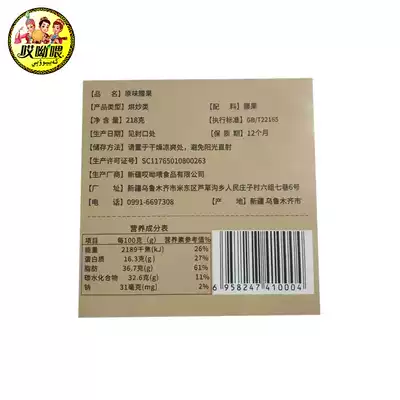 哎呦喂
【品 名】原味腰果
【产品类型】烘炒类 【配 料】腰果
【净 含 量】218克 【执行标准】GB/T22165
【生产日期】见封口处 【保 质 期】12个月
【储存方法】请置于干燥凉爽处，避免阳光直射
【生产许可证号】SC11765010800263
【生产厂商】新疆哎呦喂食品有限公司
【厂 址】新疆乌鲁木齐市米东区芦草沟乡人民庄子村六组七巷6号
【电 话】0991-6697308 【产 地】新疆 乌鲁木齐市
营养成分表
项目 每100克(g) 营养素参考值%
能量 2189千焦(kJ) 26%
蛋白质 16.3克(g) 27%
脂肪 36.7克(g) 61%
碳水化合物 32.6克(g) 11%
钠 31毫克(mg) 2%
6 958247 410004